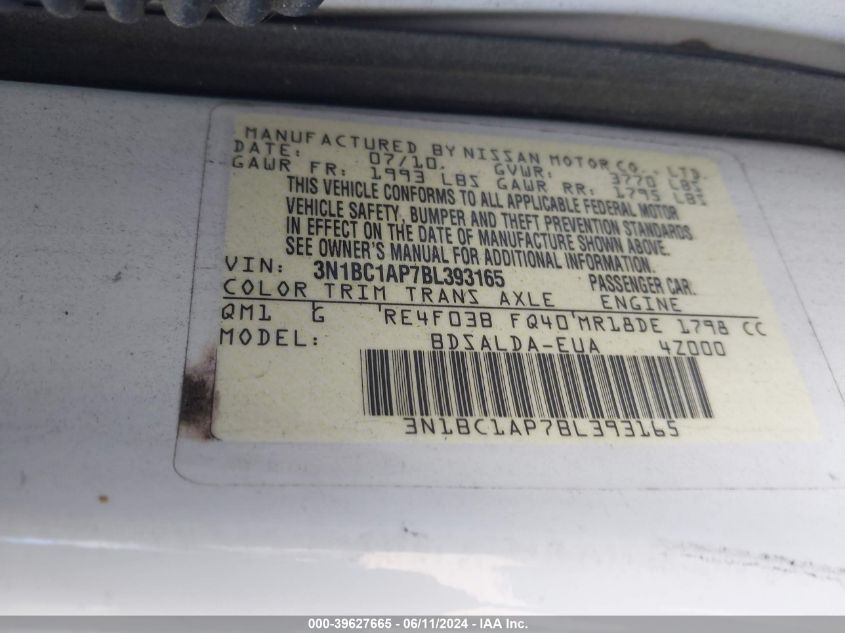 MANUFACTURED BY NISSAN MOTOR CO., LTD.
DATE: 07/10. GVWR: 3770 LBS
GAWR FR: 1993 LBS GAWR RR: 1795 LBS
THIS VEHICLE CONFORMS TO ALL APPLICABLE FEDERAL MOTOR
VEHICLE SAFETY, BUMPER AND THEFT PREVENTION STANDARDS
IN EFFECT ON THE DATE OF MANUFACTURE SHOWN ABOVE.
SEE OWNER'S MANUAL FOR ADDITIONAL INFORMATION.
VIN: 3N1BC1AP7BL393165 PASSENGER CAR.
COLOR TRIM TRANS AXLE ENGINE
QM1 G RE4F03B FQ40 MR18DE 1798 CC
MODEL: BDSALDA-EUA 4Z000
3N1BC1AP7BL393165
000-39627665 - 06/11/2024 - IAA Inc.